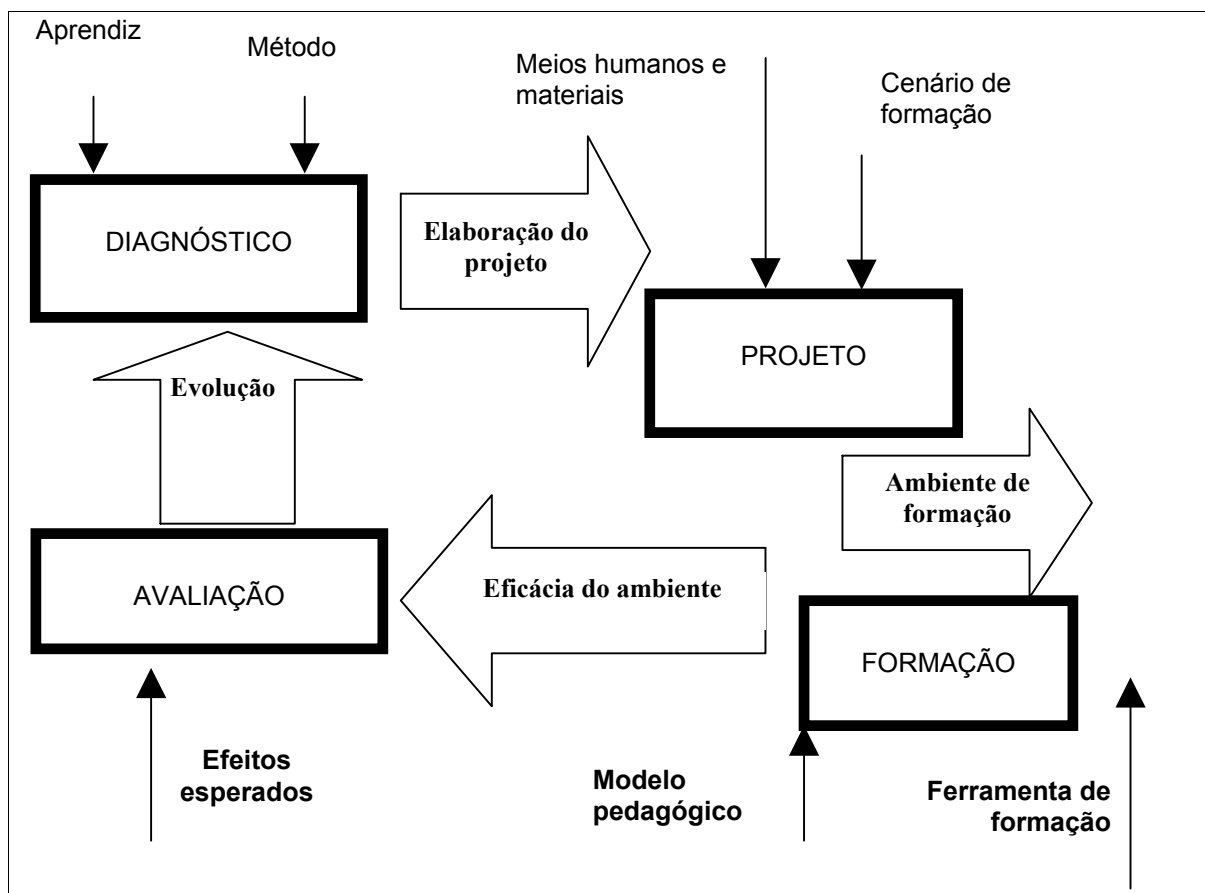 Aprendiz
Método
Meios humanos e
materiais
Cenário de
formação
DIAGNÓSTICO
Elaboração do
projeto
PROJETO
Evolução
Ambiente de
formação
AVALIAÇÃO
Eficácia do ambiente
FORMAÇÃO
Efeitos
esperados
Modelo
pedagógico
Ferramenta de
formação